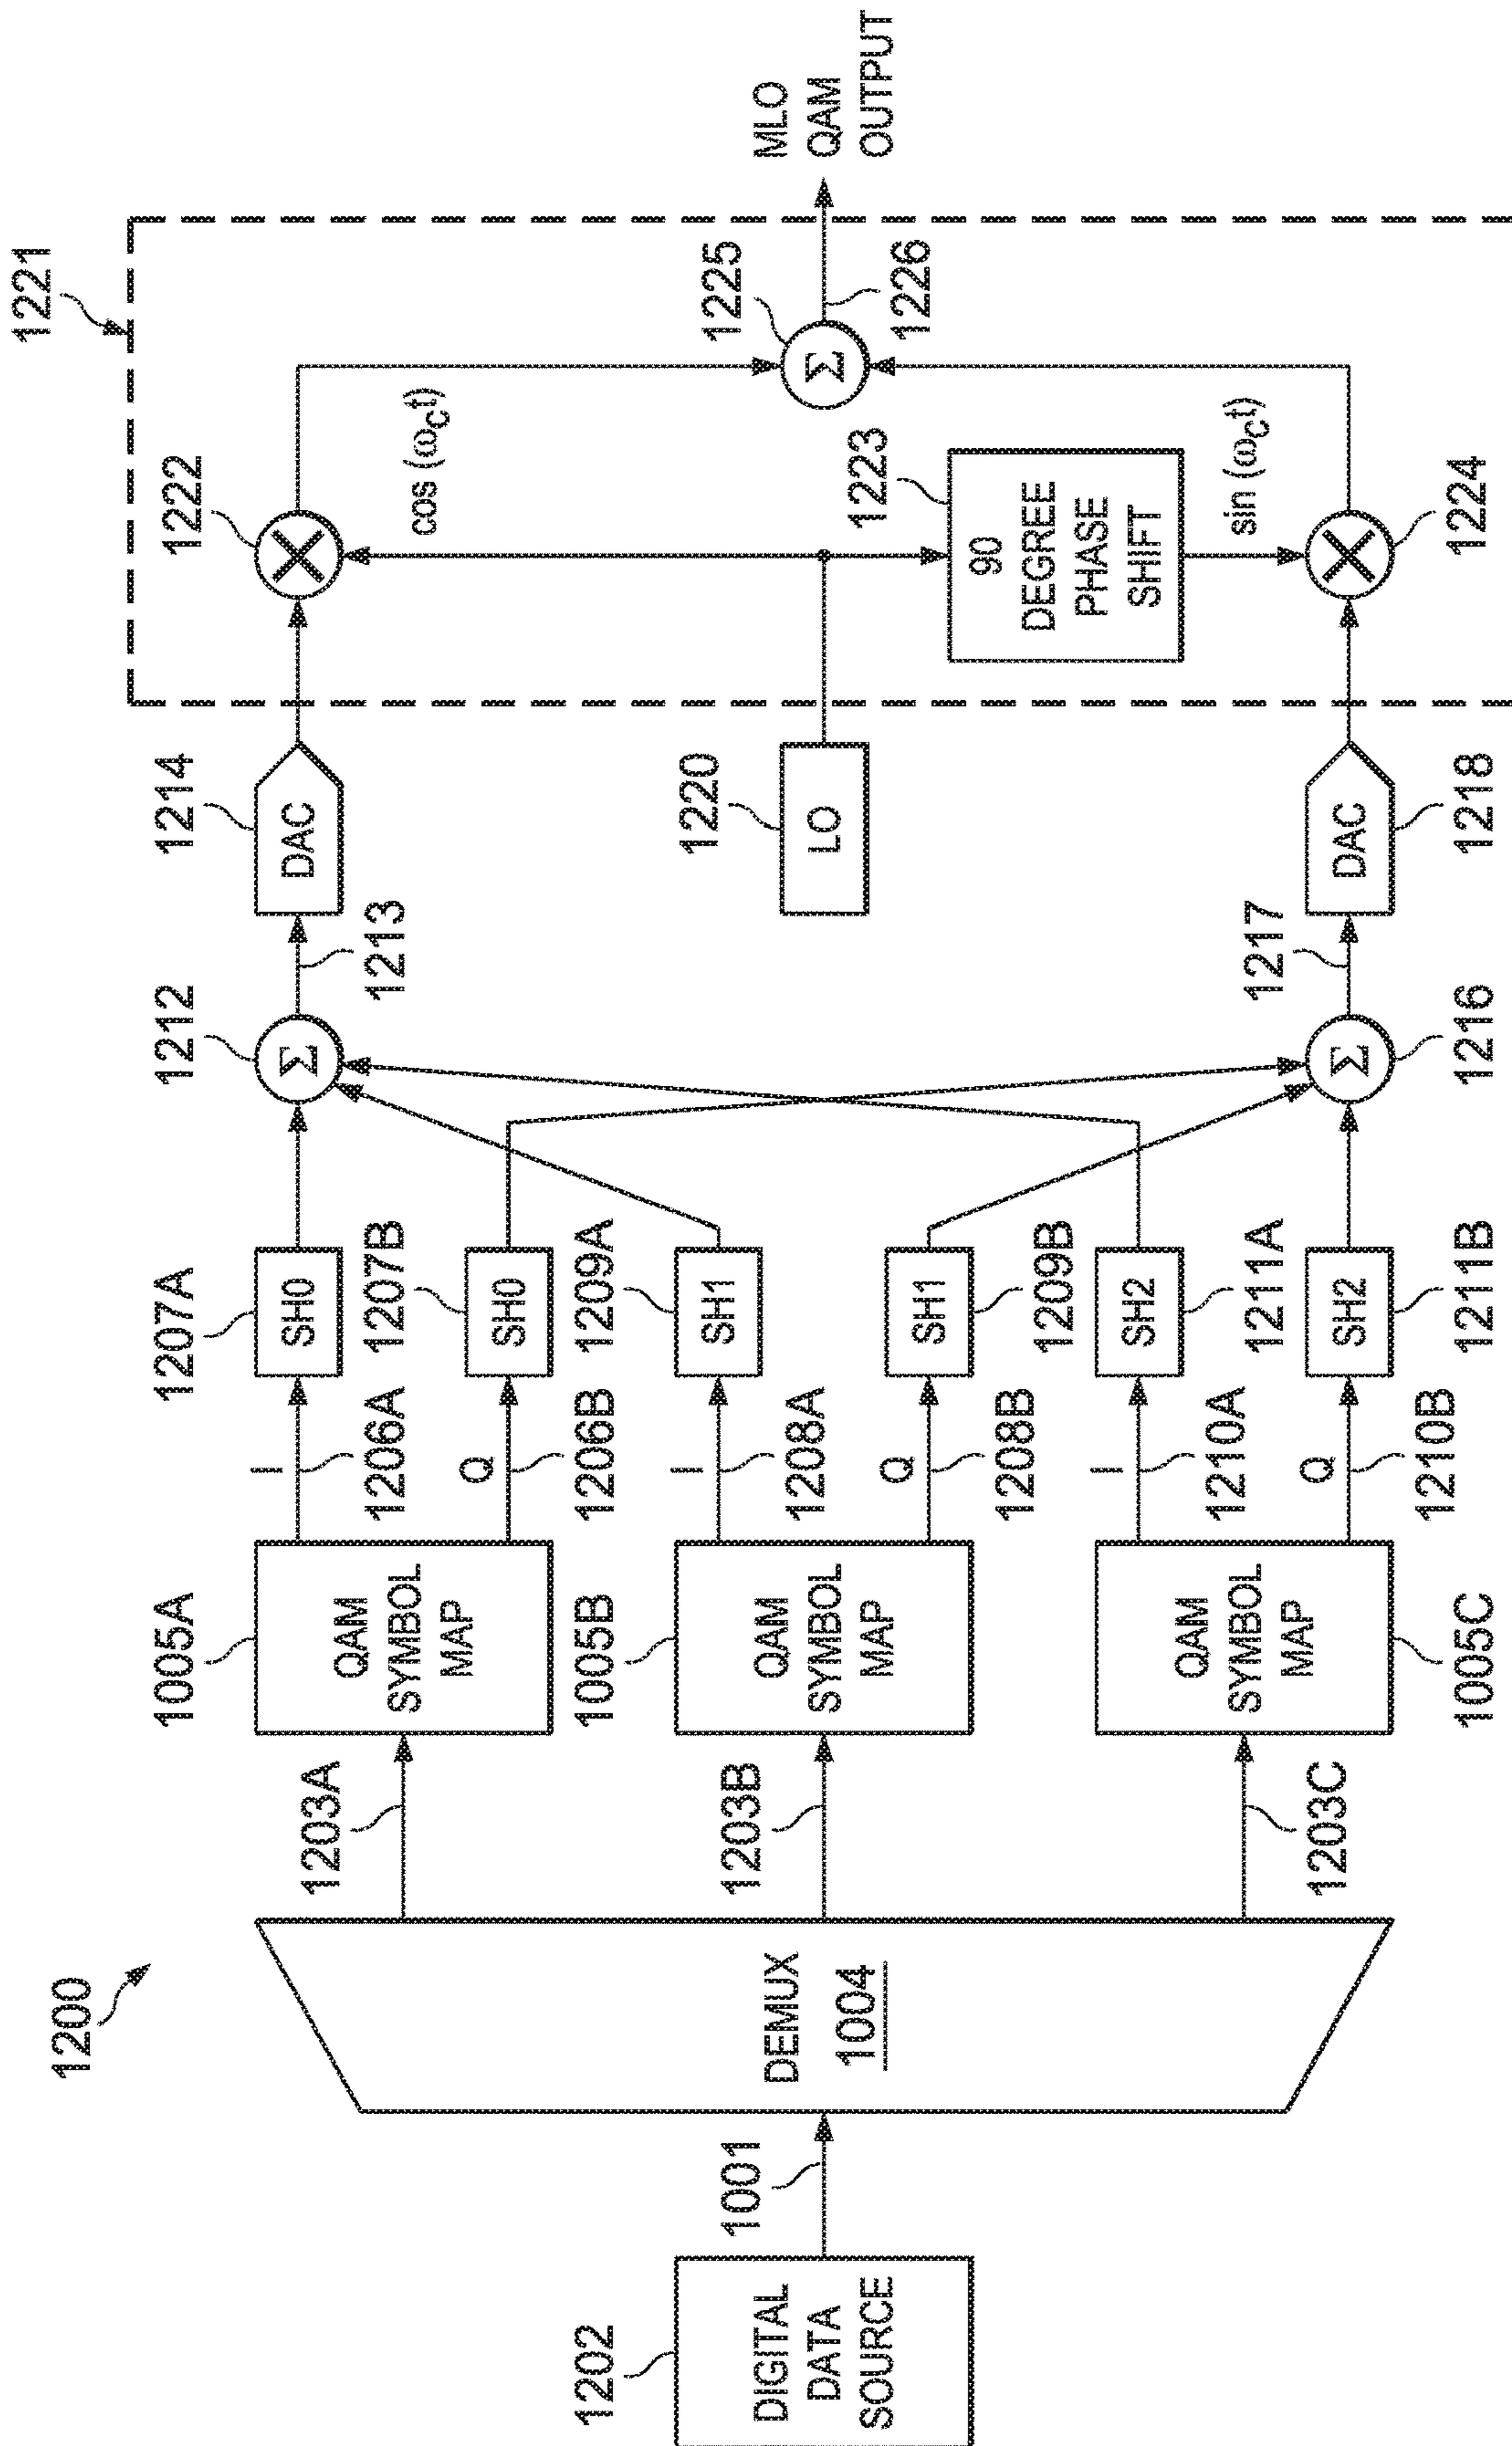 1200
1202
DIGITAL
DATA
SOURCE
1001
DEMUX
1004
1203A
1203B
1203C
1005A
QAM
SYMBOL
MAP
1005B
QAM
SYMBOL
MAP
QAM
SYMBOL
MAP
1005C
I
1206A
Q
1206B
I
1208A
Q
1208B
I
1210A
Q
1210B
1207A
SH0
1207B
SH0
1209A
SH1
SH1
1209B
SH2
1211A
SH2
1211B
1212
Σ
1213
1217
Σ
1216
1214
DAC
1220
LO
DAC
1218
1221
1222
cos (ωct)
1223
90
DEGREE
PHASE
SHIFT
sin (ωct)
1224
Σ
1225
1226
MLO
QAM
OUTPUT